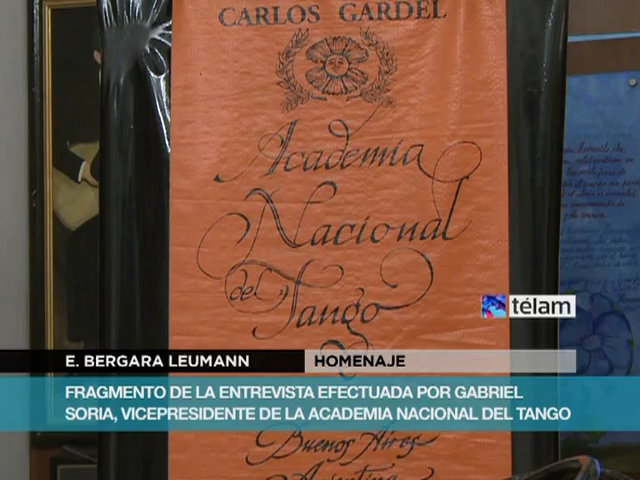 CARLOS GARDEL
Academia
Nacional
del Tango
télam
E. BERGARA LEUMANN HOMENAJE
FRAGMENTO DE LA ENTREVISTA EFECTUADA POR GABRIEL
SORIA, VICEPRESIDENTE DE LA ACADEMIA NACIONAL DEL TANGO
Buenos Aires
Argentina